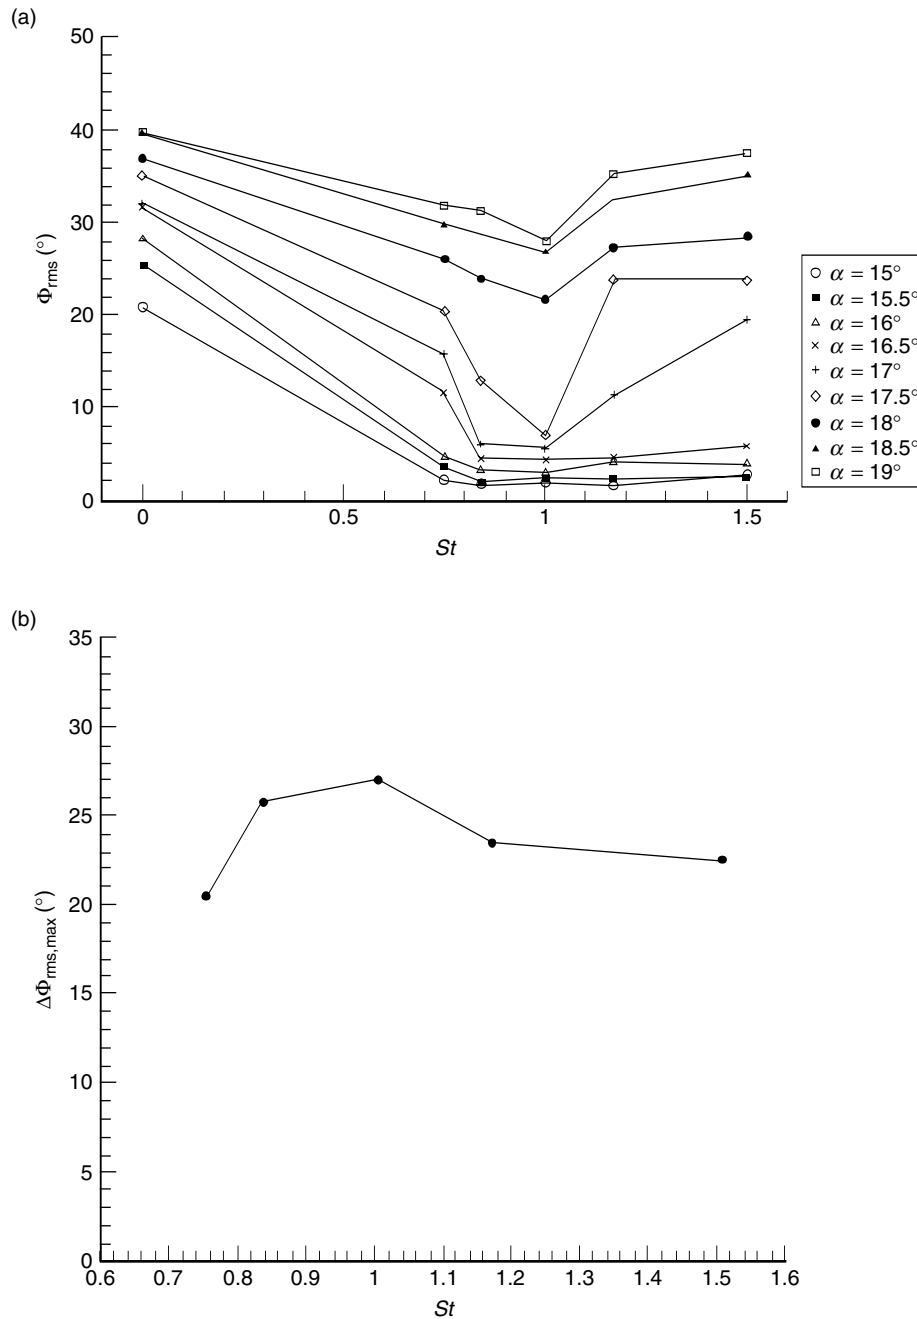 (a)
50
40
30
20
10
0
Φrms (°)
0
0.5
1
1.5
St
α = 15°
α = 15.5°
α = 16°
α = 16.5°
α = 17°
α = 17.5°
α = 18°
α = 18.5°
α = 19°
(b)
35
30
25
20
15
10
5
0
ΔΦrms,max (°)
0.6
0.7
0.8
0.9
1
1.1
1.2
1.3
1.4
1.5
1.6
St